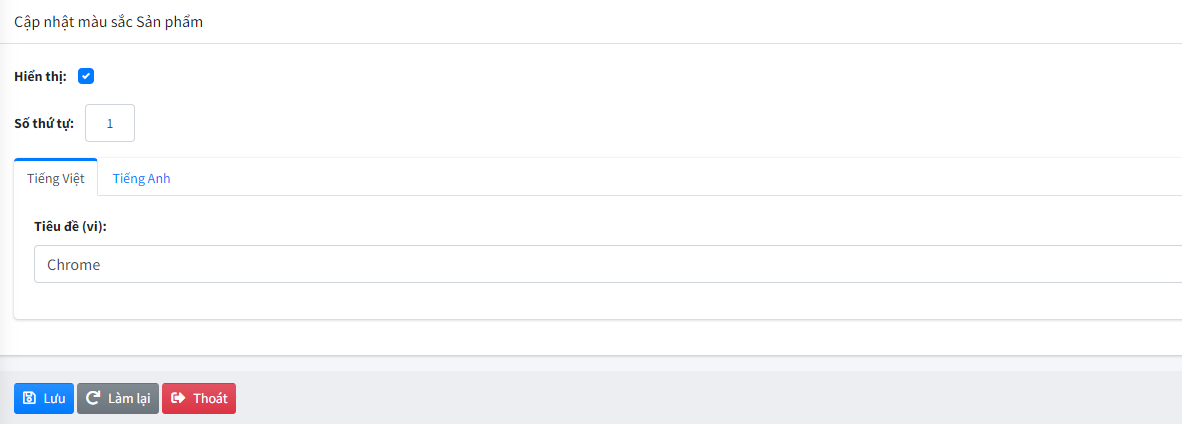 Cập nhật màu sắc Sản phẩm
Hiển thị:
Số thứ tự: 1
Tiếng Việt Tiếng Anh
Tiêu đề (vi):
Chrome
Lưu Làm lại Thoát